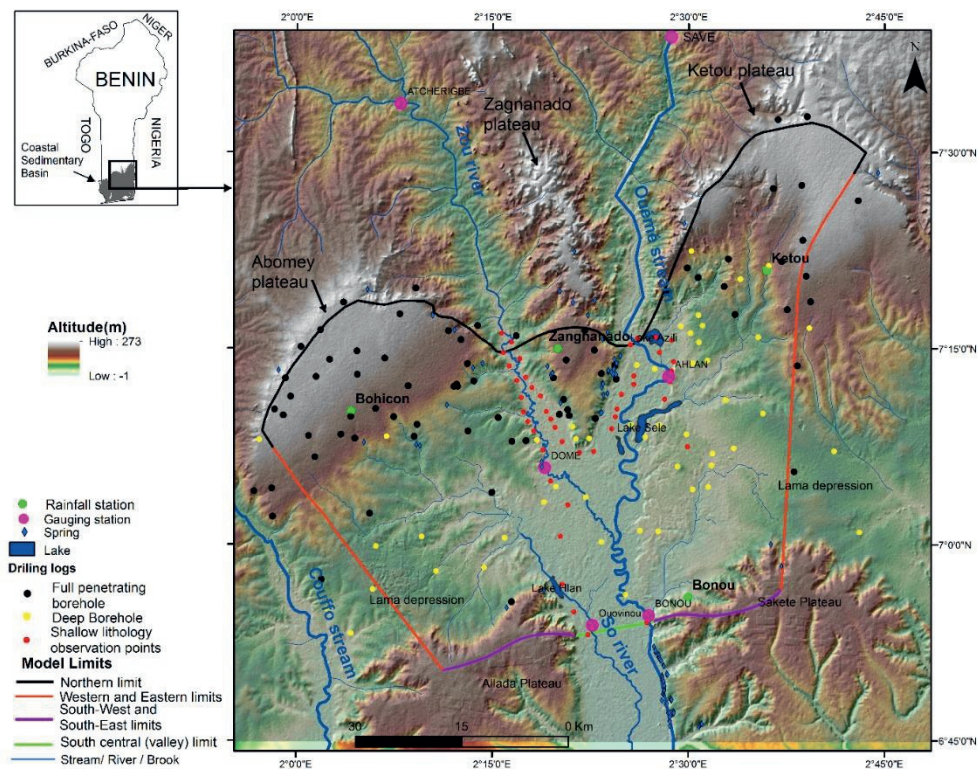 BURKINA-FASO
NIGER
BENIN
TOGO
NIGERIA
Coastal
Sedimentary
Basin
2°0'0"E
2°15'0"E
2°30'0"E
2°45'0"E
SAVE
N
Ketou plateau
ATCHERIGBE
Zagnanado
plateau
Zou river
Oueme stream
7°30'0"N
Abomey
plateau
Ketou
Altitude(m)
High : 273
Low : -1
Zanghanado
Lake Azili
7°15'0"N
AHLAN
Bohicon
Lake Sele
DOME
Lama depression
Rainfall station
Gauging station
Spring
Lake
Driling logs
Full penetrating
borehole
Deep Borehole
Shallow lithology
observation points
Model Limits
Northern limit
Western and Eastern limits
South-West and
South-East limits
South central (valley) limit
Stream/ River / Brook
7°0'0"N
Couffo stream
Lama depression
Lake Hlan
Ouovinou
Bonou
BONOU
Sakete Plateau
So river
Allada Plateau
30
15
0 Km
6°45'0"N
2°0'0"E
2°15'0"E
2°30'0"E
2°45'0"E